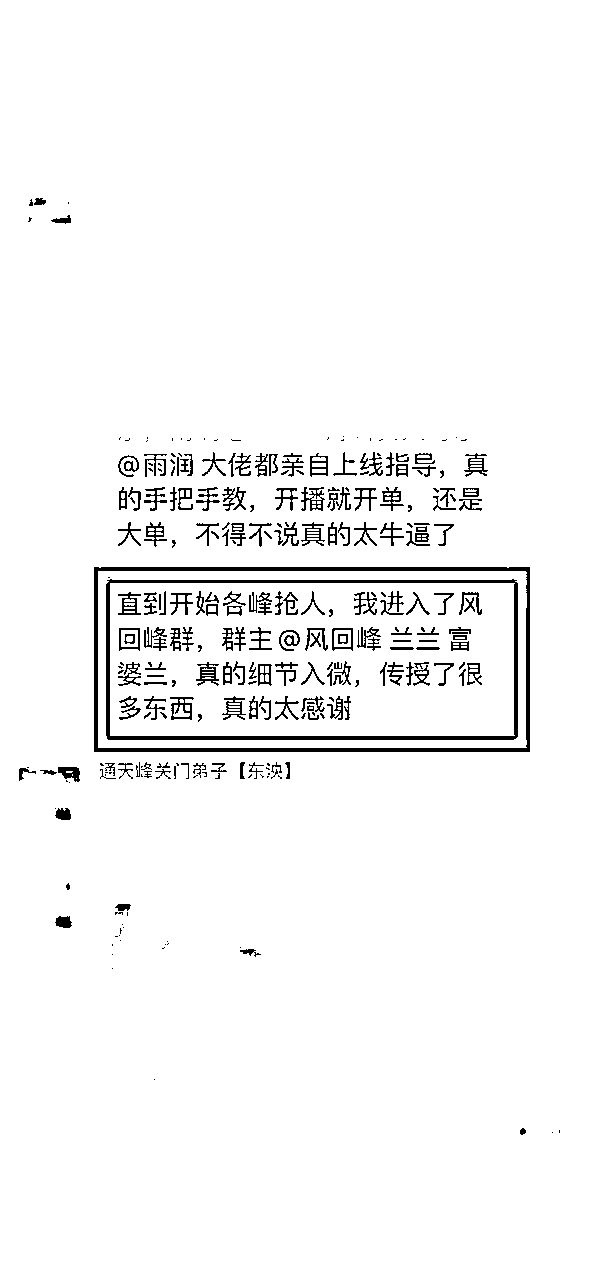 @雨润 大佬都亲自上线指导，真
的手把手教，开播就开单，还是
大单，不得不说真的太牛逼了
直到开始各峰抢人，我进入了风
回峰群，群主@风回峰 兰兰 富
婆兰，真的细节入微，传授了很
多东西，真的太感谢
通天峰关门弟子【东泱】